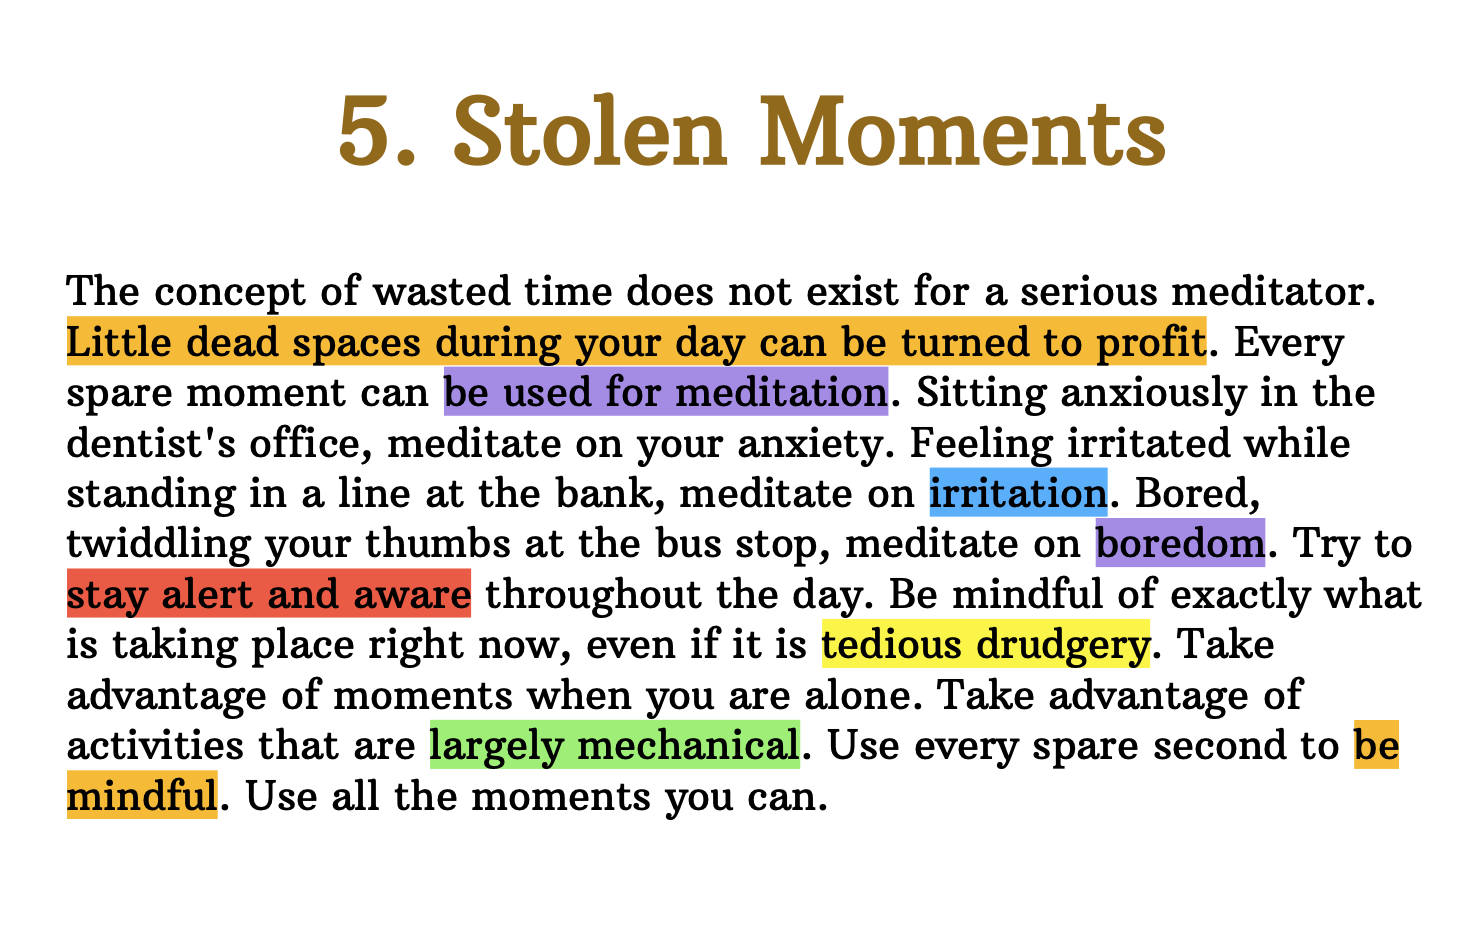 5. Stolen Moments
The concept of wasted time does not exist for a serious meditator.
Little dead spaces during your day can be turned to profit. Every
spare moment can be used for meditation. Sitting anxiously in the
dentist's office, meditate on your anxiety. Feeling irritated while
standing in a line at the bank, meditate on irritation. Bored,
twiddling your thumbs at the bus stop, meditate on boredom. Try to
stay alert and aware throughout the day. Be mindful of exactly what
is taking place right now, even if it is tedious drudgery. Take
advantage of moments when you are alone. Take advantage of
activities that are largely mechanical. Use every spare second to be
mindful. Use all the moments you can.